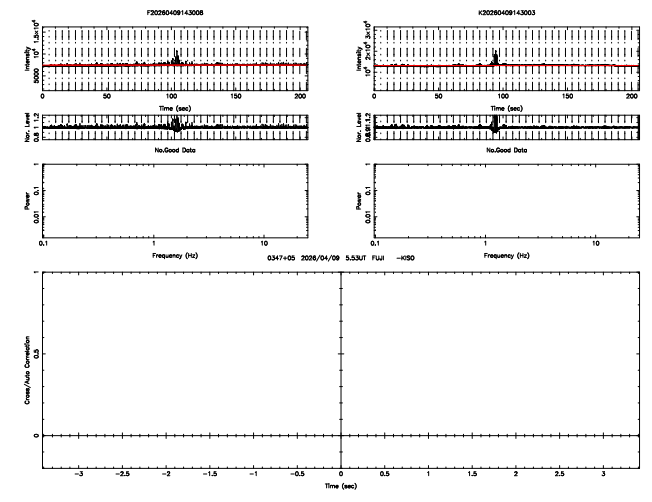 F20260409143008
K20260409143003
Intensity
5000 10⁴ 1.5×10⁴
0 50 100 150 200
Time (sec)
Intensity
10⁴ 2×10⁴ 3×10⁴
0 50 100 150 200
Time (sec)
Nor. Level
0.8 1 1.2
No.Good Data
Nor. Level
No.Good Data
Power
0.01 0.1 1
0.1 1 10
Frequency (Hz)
Power
0.01 0.1 1
0.1 1 10
Frequency (Hz)
0347+05 2026/04/09 5.53UT FUJI -KISO
Cross/Auto Correlation
0 0.5 1
-3 -2.5 -2 -1.5 -1 -0.5 0 0.5 1 1.5 2 2.5 3
Time (sec)